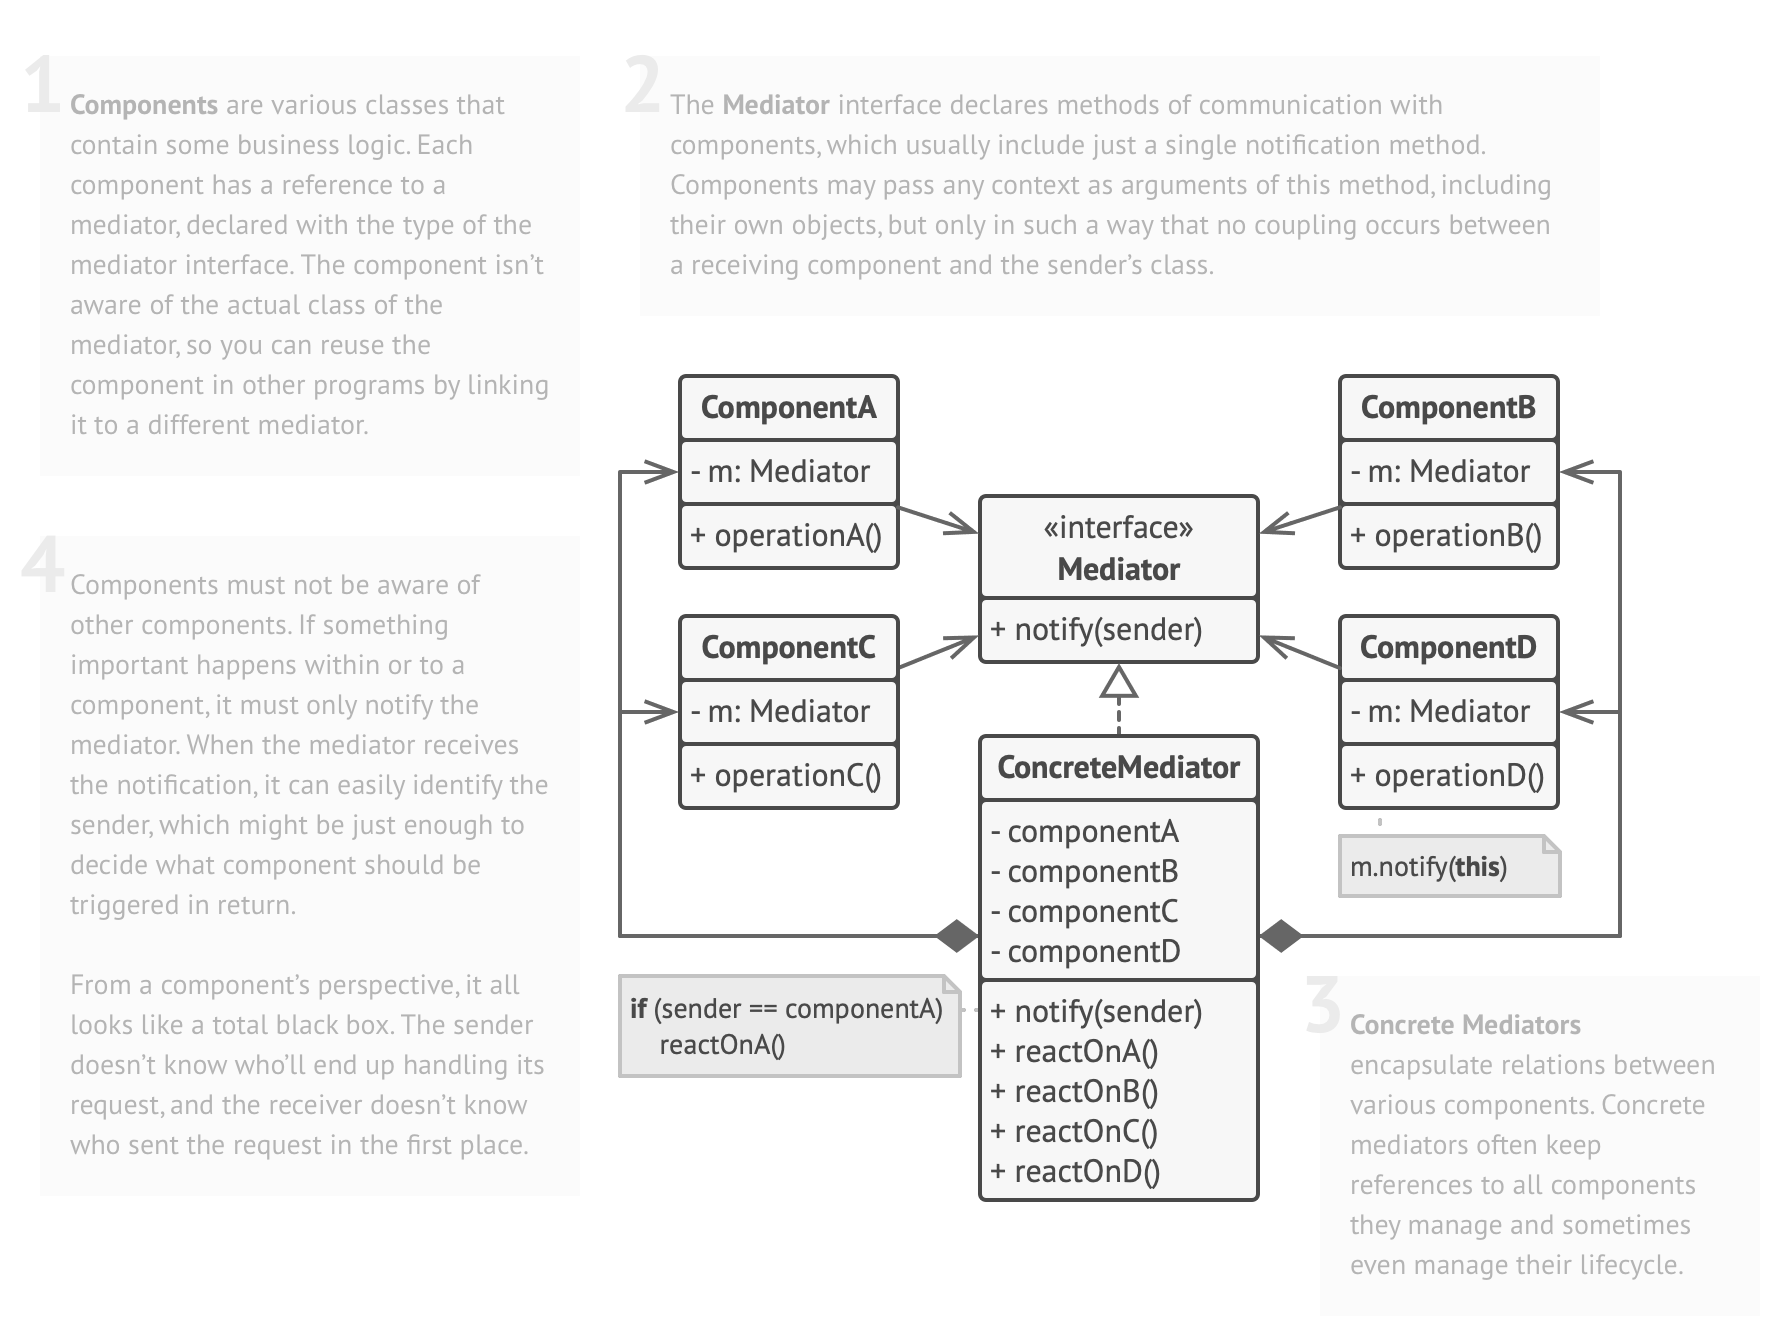 1
Components are various classes that
contain some business logic. Each
component has a reference to a
mediator, declared with the type of the
mediator interface. The component isn’t
aware of the actual class of the
mediator, so you can reuse the
component in other programs by linking
it to a different mediator.
2
The Mediator interface declares methods of communication with
components, which usually include just a single notification method.
Components may pass any context as arguments of this method, including
their own objects, but only in such a way that no coupling occurs between
a receiving component and the sender’s class.
ComponentA
- m: Mediator
+ operationA()
ComponentB
- m: Mediator
+ operationB()
«interface»
Mediator
+ notify(sender)
ComponentC
- m: Mediator
+ operationC()
ComponentD
- m: Mediator
+ operationD()
m.notify(this)
ConcreteMediator
- componentA
- componentB
- componentC
- componentD
+ notify(sender)
+ reactOnA()
+ reactOnB()
+ reactOnC()
+ reactOnD()
if (sender == componentA)
reactOnA()
3
Concrete Mediators
encapsulate relations between
various components. Concrete
mediators often keep
references to all components
they manage and sometimes
even manage their lifecycle.
4
Components must not be aware of
other components. If something
important happens within or to a
component, it must only notify the
mediator. When the mediator receives
the notification, it can easily identify the
sender, which might be just enough to
decide what component should be
triggered in return.
From a component’s perspective, it all
looks like a total black box. The sender
doesn’t know who’ll end up handling its
request, and the receiver doesn’t know
who sent the request in the first place.